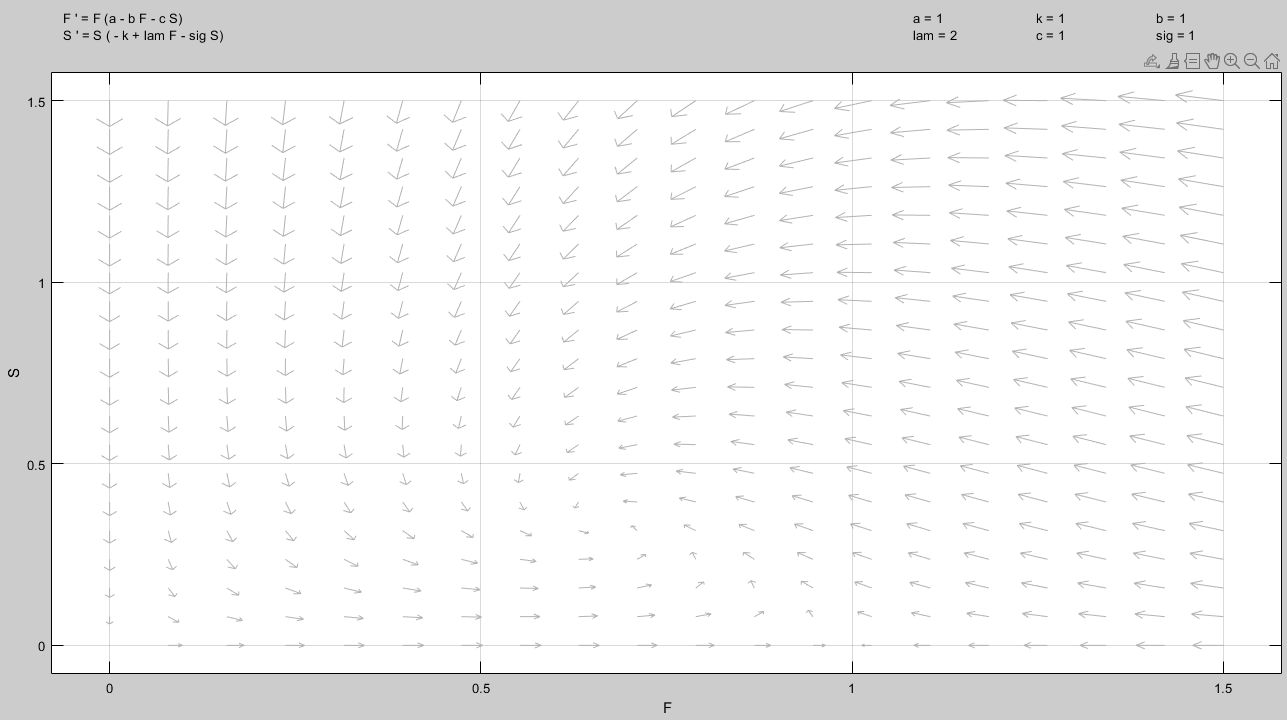 F ' = F (a - b F - c S)
S ' = S ( - k + lam F - sig S)
a = 1 k = 1 b = 1
lam = 2 c = 1 sig = 1
1.5
1
S
0.5
0
0 0.5 1 1.5
F